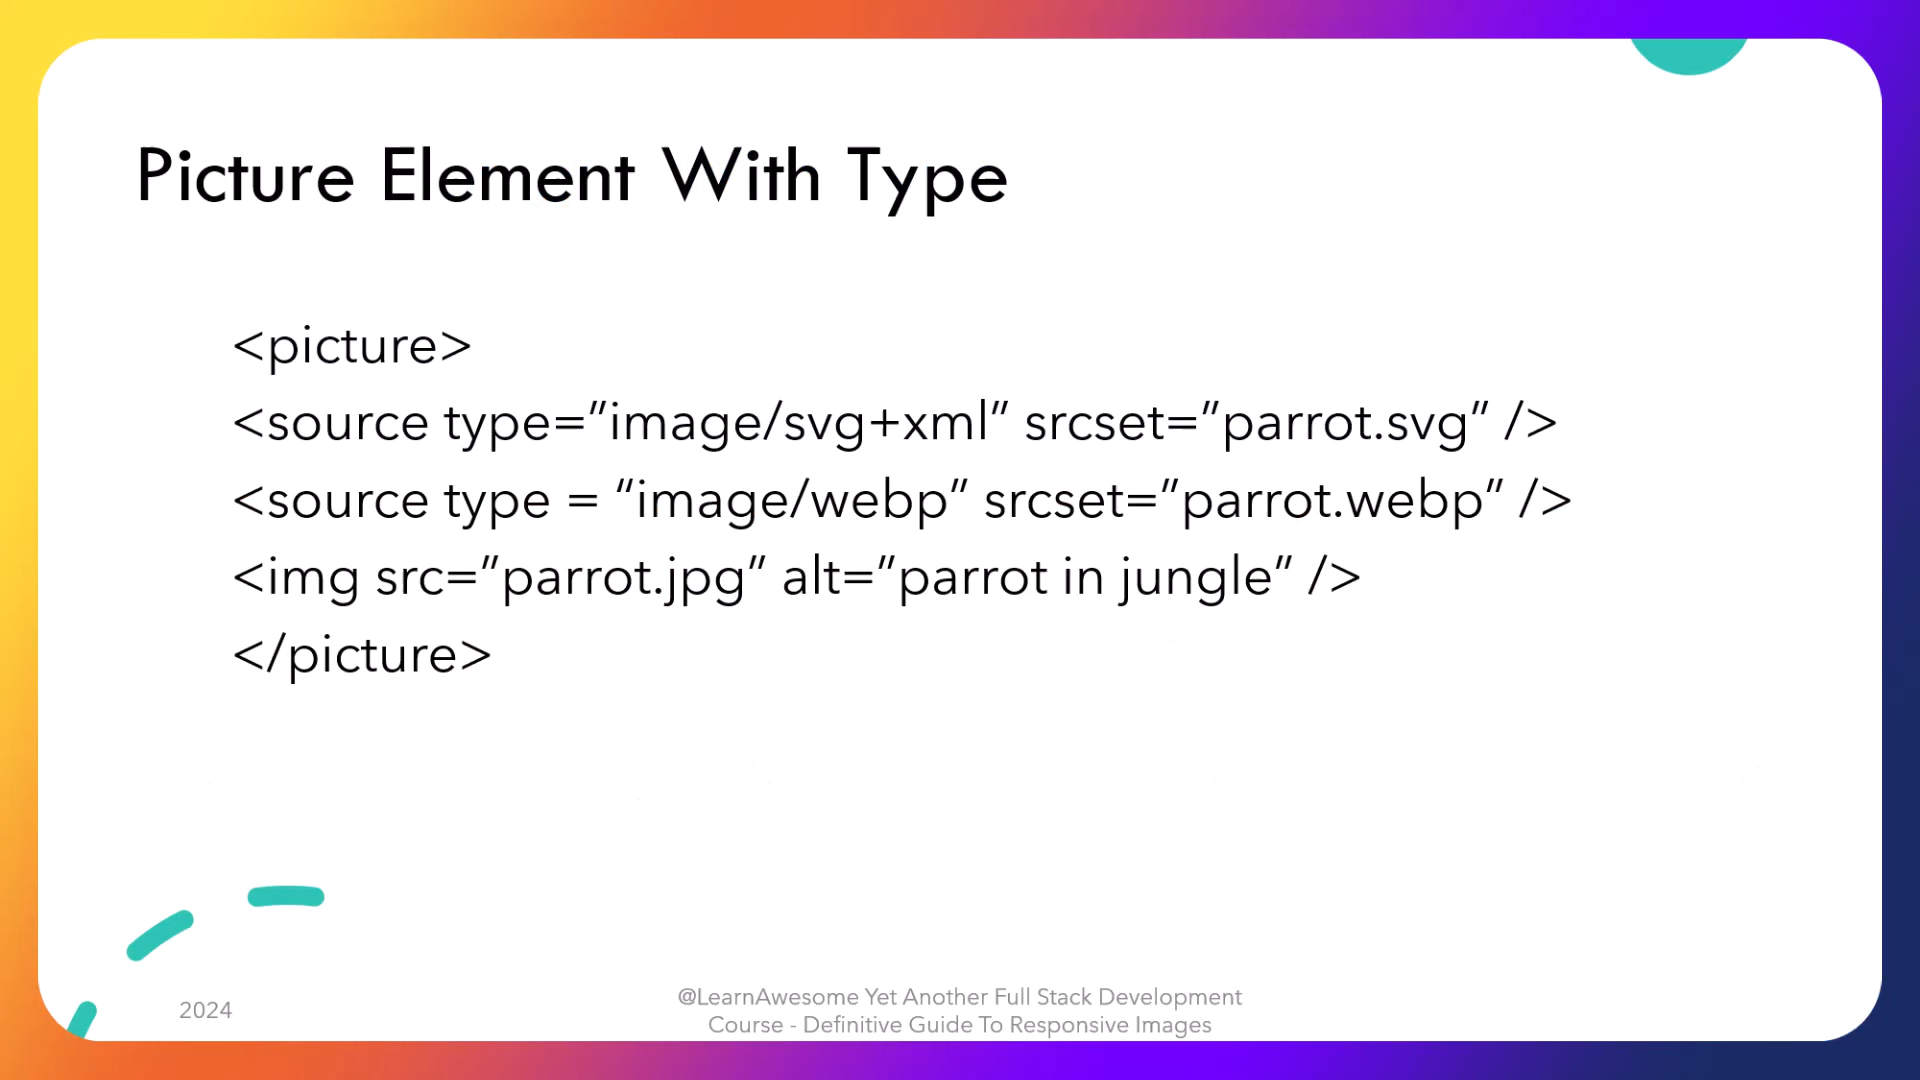 Picture Element With Type
<picture>
<source type=”image/svg+xml” srcset=”parrot.svg” />
<source type = “image/webp” srcset=”parrot.webp” />
<img src=”parrot.jpg” alt=”parrot in jungle” />
</picture>
2024
@LearnAwesome Yet Another Full Stack Development
Course - Definitive Guide To Responsive Images